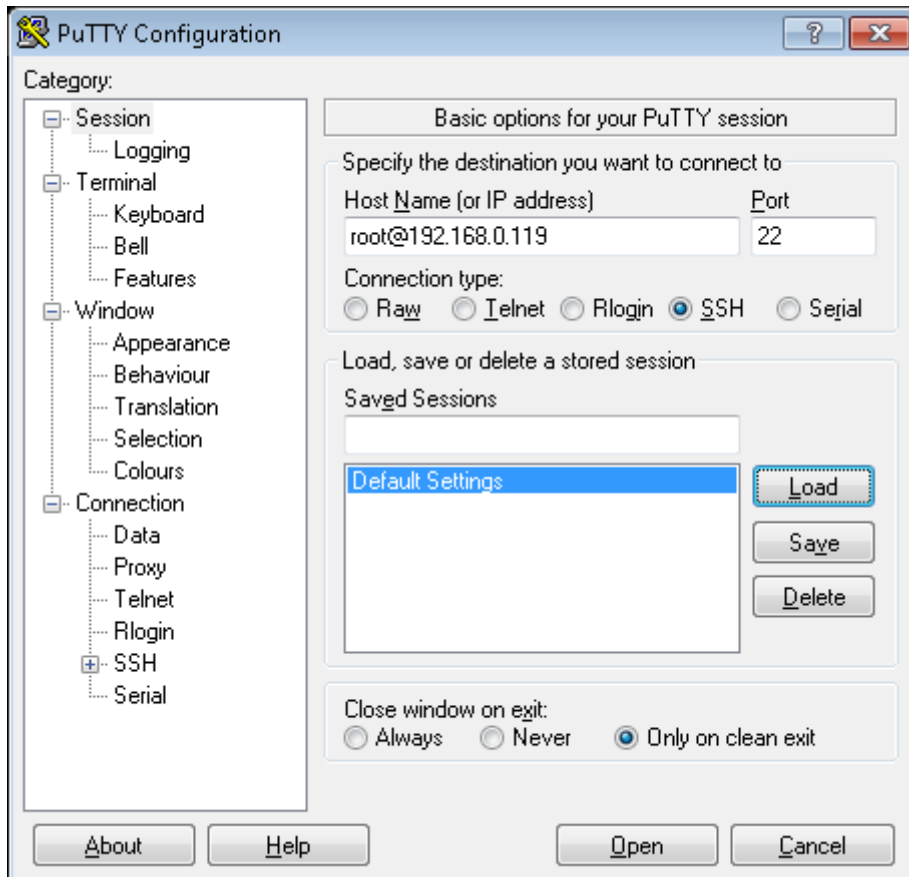 PuTTY Configuration
Category:
Session
Logging
Terminal
Keyboard
Bell
Features
Window
Appearance
Behaviour
Translation
Selection
Colours
Connection
Data
Proxy
Telnet
Rlogin
SSH
Serial
Basic options for your PuTTY session
Specify the destination you want to connect to
Host Name (or IP address) Port
root@192.168.0.119 22
Connection type:
Raw Telnet Rlogin SSH Serial
Load, save or delete a stored session
Saved Sessions
Default Settings
Load
Save
Delete
Close window on exit:
Always Never Only on clean exit
About Help Open Cancel